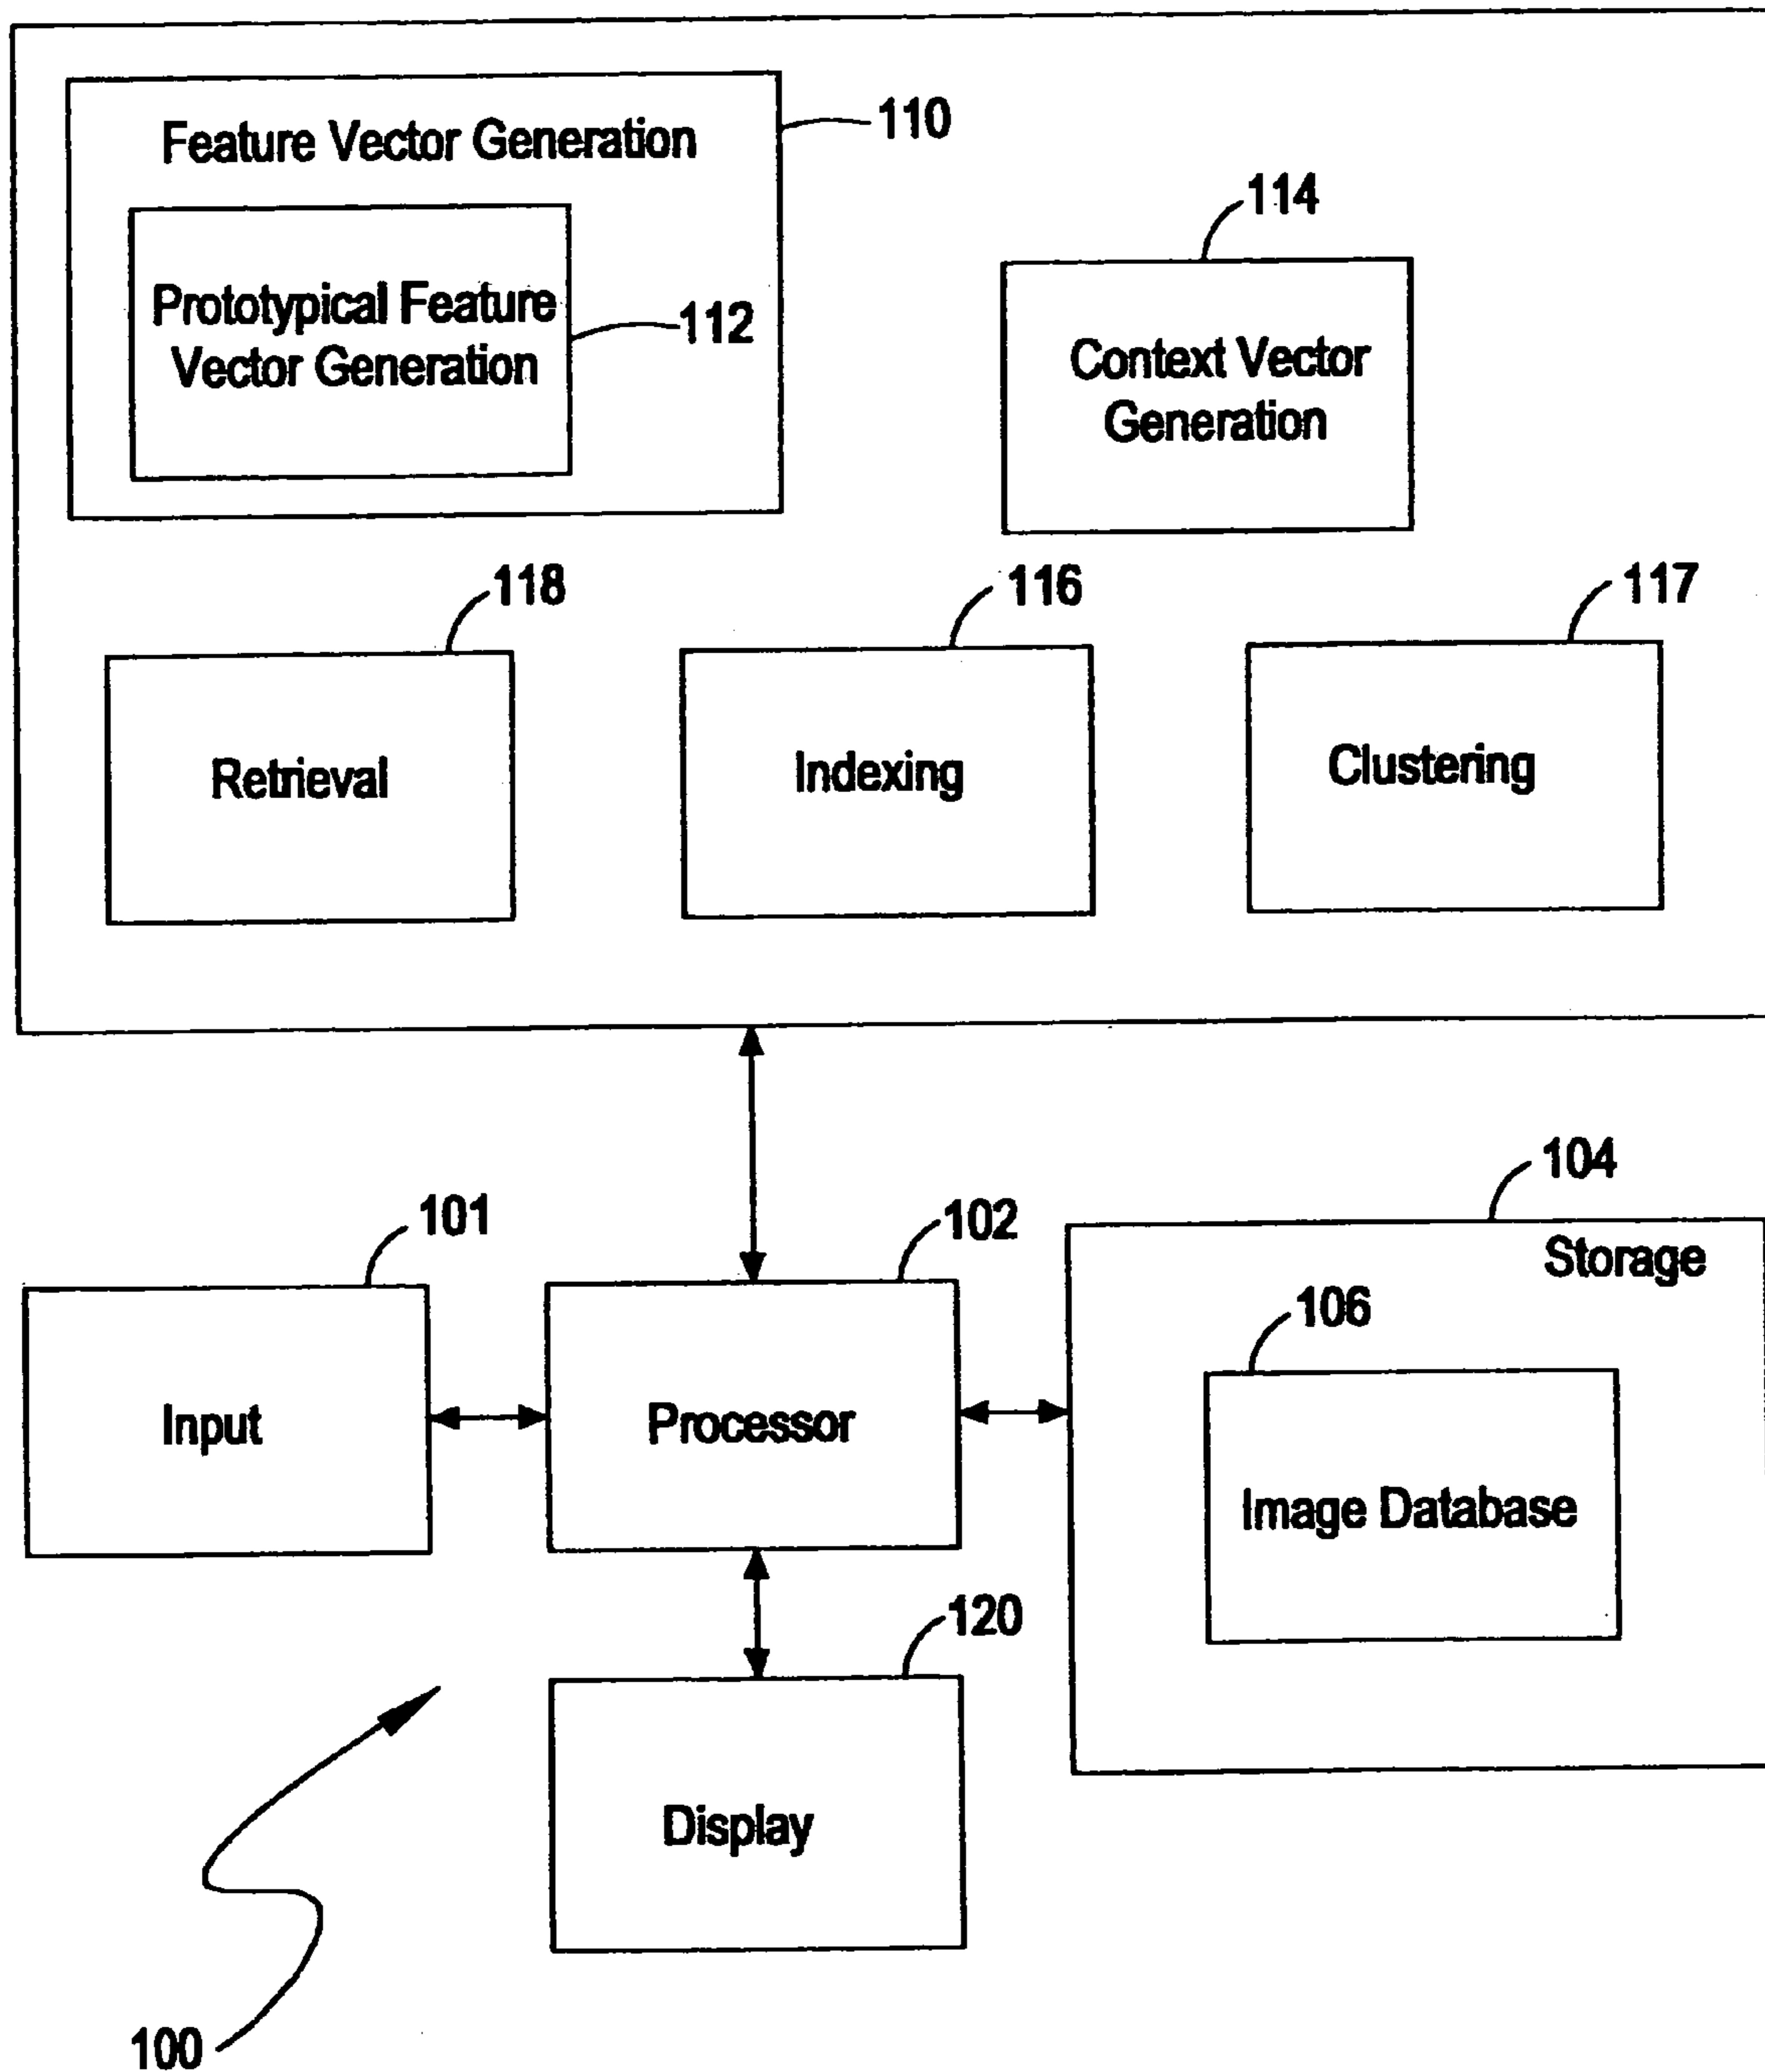 Feature Vector Generation
110
Prototypical Feature
Vector Generation
112
114
Context Vector
Generation
118
Retrieval
116
Indexing
117
Clustering
101
Input
102
Processor
104
Storage
106
Image Database
120
Display
100